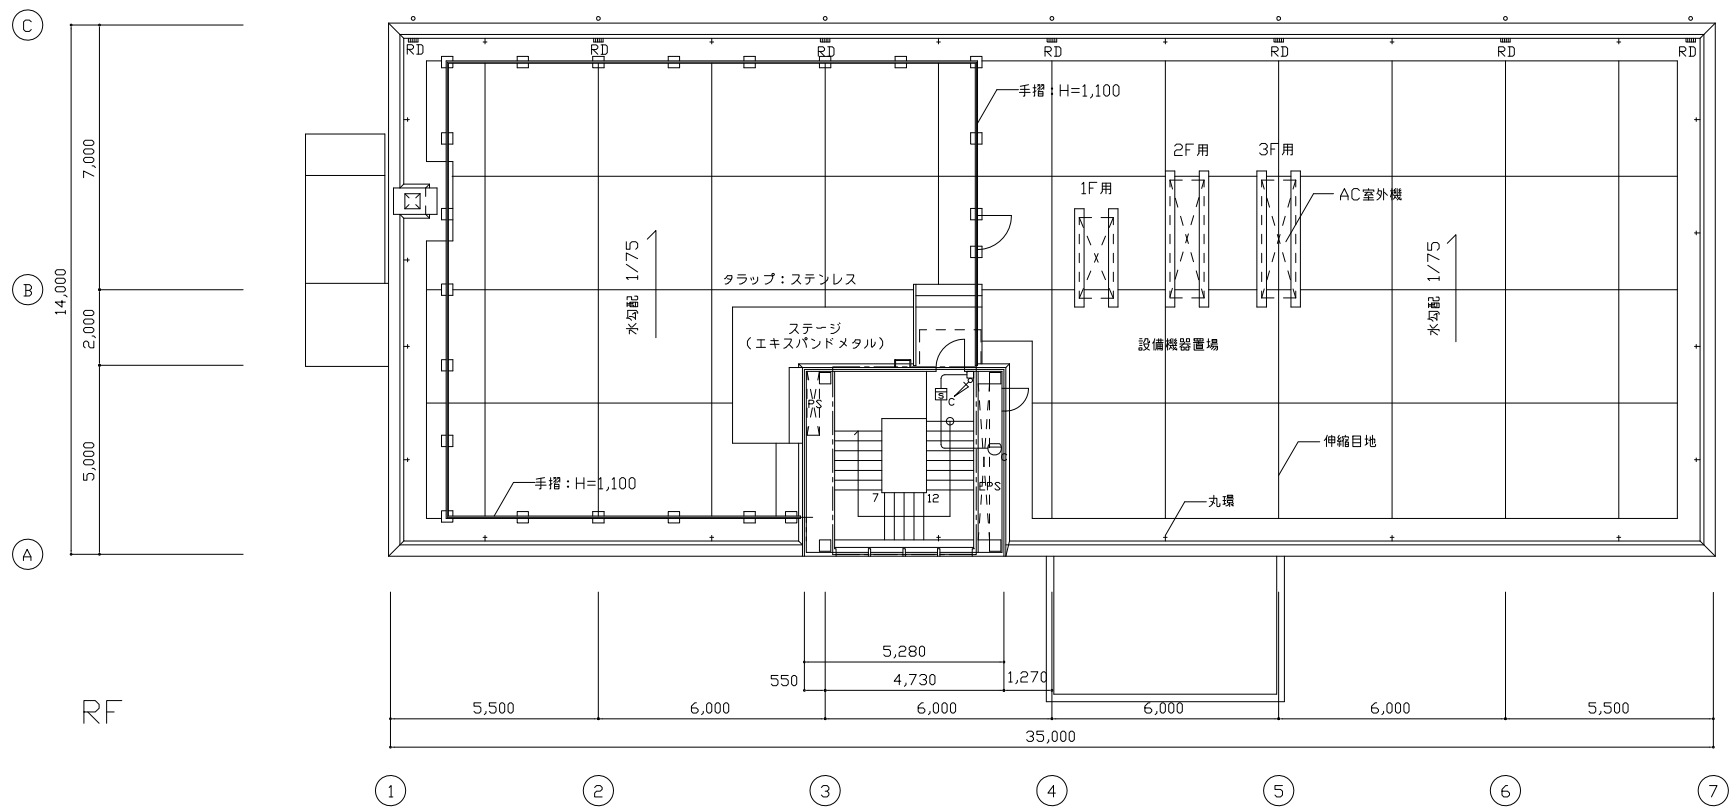 C
RD
RD
RD
RD
RD
RD
RD
手摺：H=1,100
7,000
2F用
3F用
1F用
AC室外機
水勾配 1/75
水勾配 1/75
タラップ：ステンレス
B
14,000
2,000
ステージ
（エキスパンドメタル）
設備機器置場
S
C
PS
5,000
伸縮目地
C
手摺：H=1,100
EPS
7
12
丸環
A
5,280
550
4,730
1,270
RF
5,500
6,000
6,000
6,000
6,000
5,500
35,000
1
2
3
4
5
6
7